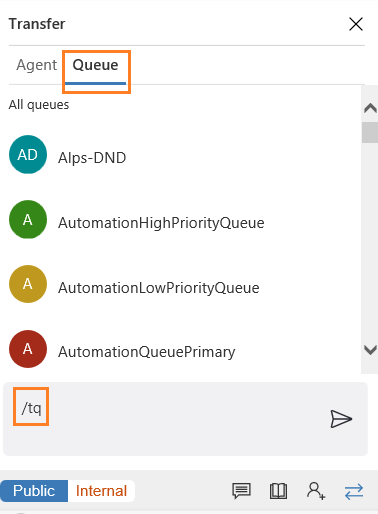 Transfer
Agent Queue
All queues
AD Alps-DND
A AutomationHighPriorityQueue
A AutomationLowPriorityQueue
A AutomationQueuePrimary
/tq
Public Internal